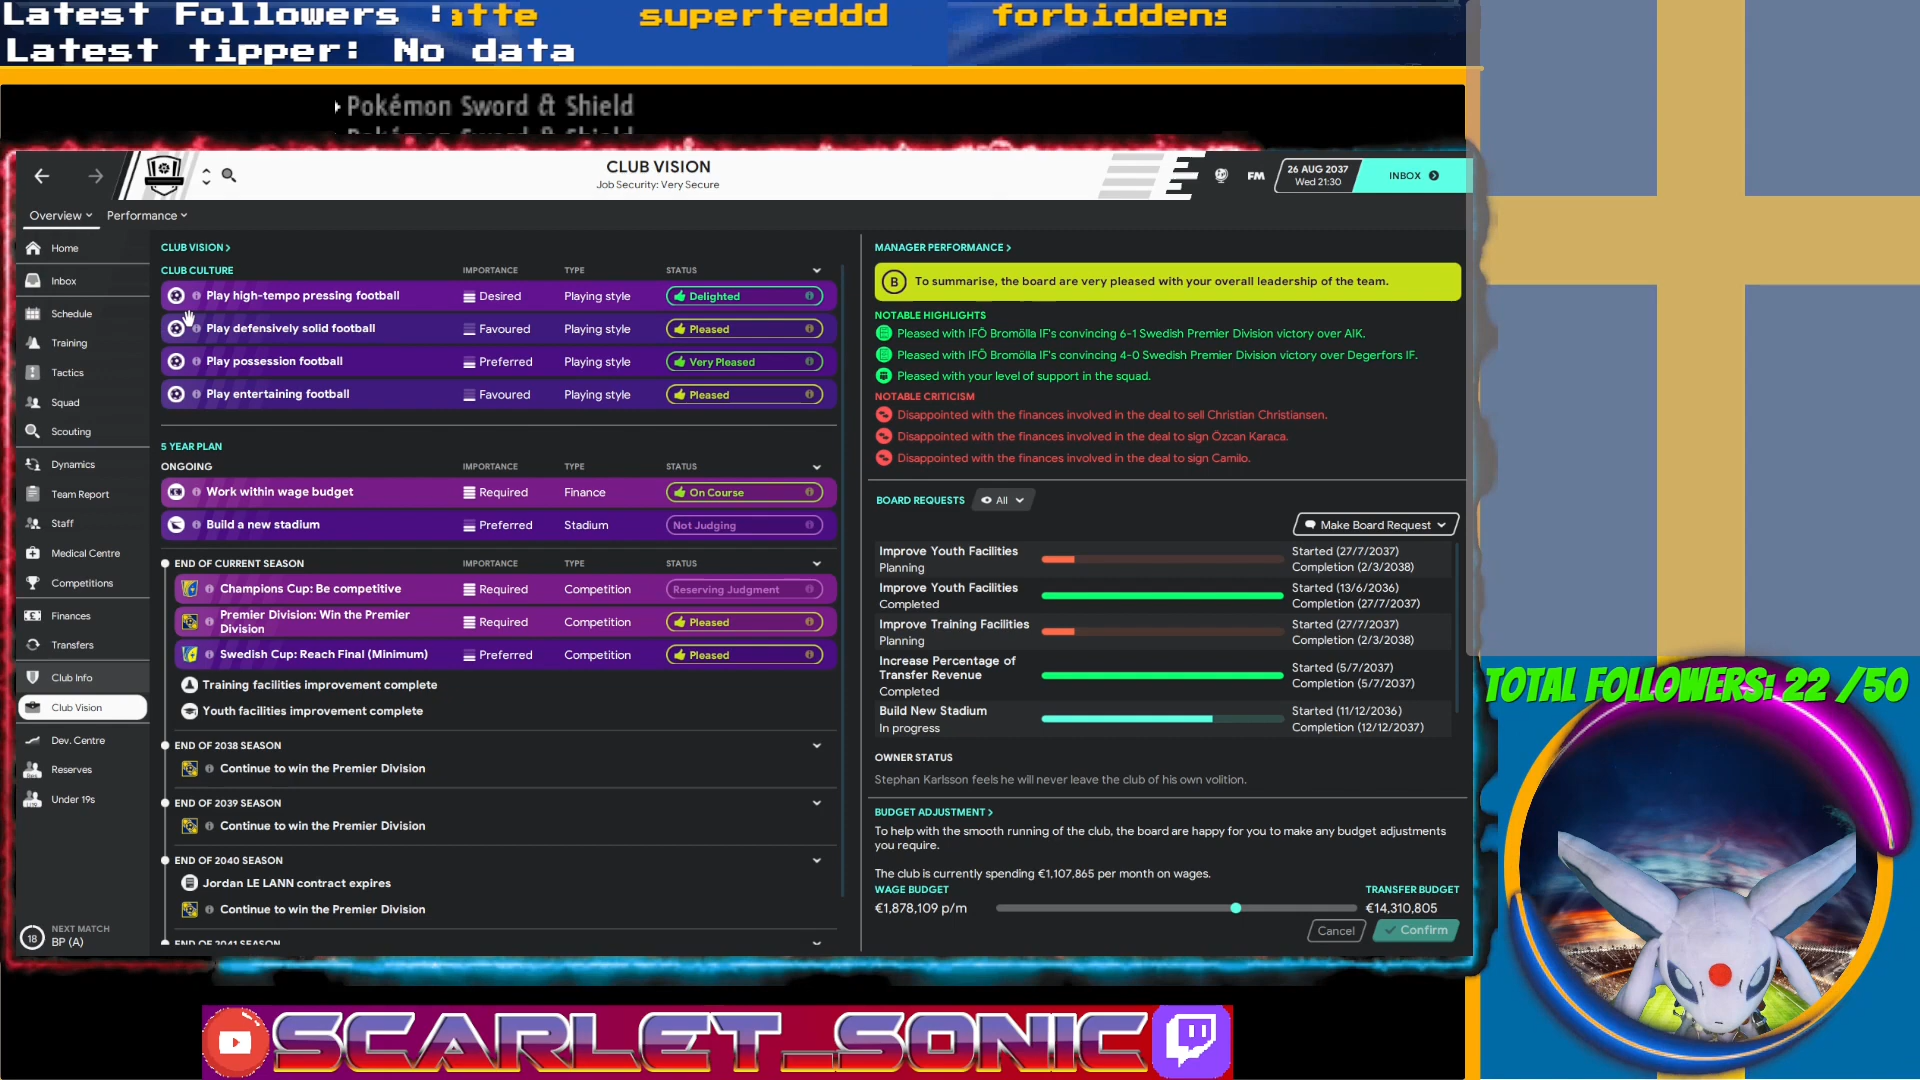 Latest Followers : atte superteddd forbiddens
Latest tipper: No data
Pokémon Sword & Shield
Pokémon Sword & Shield
CLUB VISION
Job Security: Very Secure
FM
26 AUG 2037
Wed 21:30
INBOX
Overview
Performance
Home
Inbox
Schedule
Training
Tactics
Squad
Scouting
Dynamics
Team Report
Staff
Medical Centre
Competitions
Finances
Transfers
Club Info
Club Vision
Dev. Centre
Reserves
Under 19s
18
NEXT MATCH
BP (A)
CLUB VISION >
CLUB CULTURE IMPORTANCE TYPE STATUS
Play high-tempo pressing football Desired Playing style Delighted
Play defensively solid football Favoured Playing style Pleased
Play possession football Preferred Playing style Very Pleased
Play entertaining football Favoured Playing style Pleased
5 YEAR PLAN
ONGOING IMPORTANCE TYPE STATUS
Work within wage budget Required Finance On Course
Build a new stadium Preferred Stadium Not Judging
END OF CURRENT SEASON IMPORTANCE TYPE STATUS
Champions Cup: Be competitive Required Competition Reserving Judgment
Premier Division: Win the Premier
Division Required Competition Pleased
Swedish Cup: Reach Final (Minimum) Preferred Competition Pleased
Training facilities improvement complete
Youth facilities improvement complete
END OF 2038 SEASON
Continue to win the Premier Division
END OF 2039 SEASON
Continue to win the Premier Division
END OF 2040 SEASON
Jordan LE LANN contract expires
Continue to win the Premier Division
END OF 2041 SEASON
MANAGER PERFORMANCE >
B To summarise, the board are very pleased with your overall leadership of the team.
NOTABLE HIGHLIGHTS
Pleased with IFÖ Bromölla IF's convincing 6-1 Swedish Premier Division victory over AIK.
Pleased with IFÖ Bromölla IF's convincing 4-0 Swedish Premier Division victory over Degerfors IF.
Pleased with your level of support in the squad.
NOTABLE CRITICISM
Disappointed with the finances involved in the deal to sell Christian Christiansen.
Disappointed with the finances involved in the deal to sign Özcan Karaca.
Disappointed with the finances involved in the deal to sign Camilo.
BOARD REQUESTS All
Make Board Request
Improve Youth Facilities Started (27/7/2037)
Planning Completion (2/3/2038)
Improve Youth Facilities Started (13/6/2036)
Completed Completion (27/7/2037)
Improve Training Facilities Started (27/7/2037)
Planning Completion (2/3/2038)
Increase Percentage of
Transfer Revenue Started (5/7/2037)
Completed Completion (5/7/2037)
Build New Stadium Started (11/12/2036)
In progress Completion (12/12/2037)
OWNER STATUS
Stephan Karlsson feels he will never leave the club of his own volition.
BUDGET ADJUSTMENT >
To help with the smooth running of the club, the board are happy for you to make any budget adjustments
you require.
The club is currently spending €1,107,865 per month on wages.
WAGE BUDGET TRANSFER BUDGET
€1,878,109 p/m €14,310,805
Cancel Confirm
TOTAL FOLLOWERS: 22 /50
SCARLET_SONIC